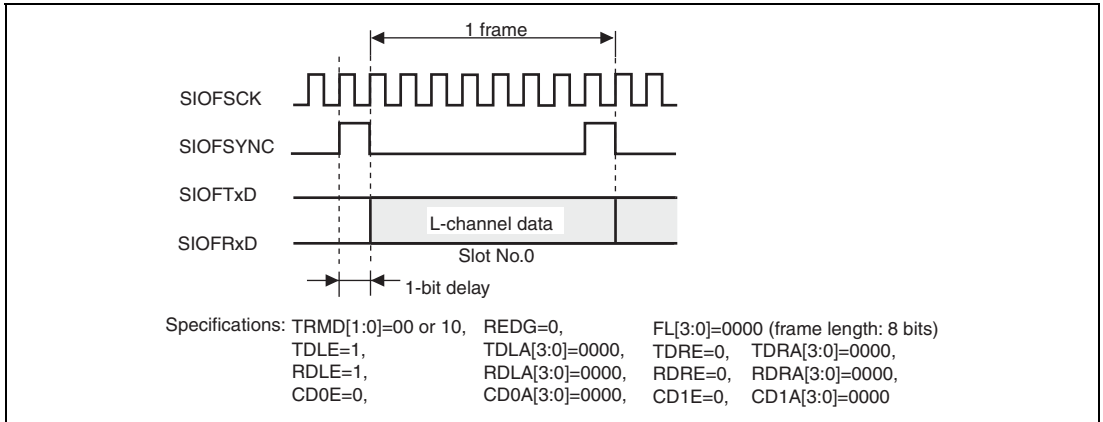 1 frame
SIOFSCK
SIOFSYNC
SIOFTxD
L-channel data
SIOFRxD
Slot No.0
1-bit delay
Specifications: TRMD[1:0]=00 or 10, REDG=0, FL[3:0]=0000 (frame length: 8 bits)
TDLE=1, TDLA[3:0]=0000, TDRE=0, TDRA[3:0]=0000,
RDLE=1, RDLA[3:0]=0000, RDRE=0, RDRA[3:0]=0000,
CD0E=0, CD0A[3:0]=0000, CD1E=0, CD1A[3:0]=0000